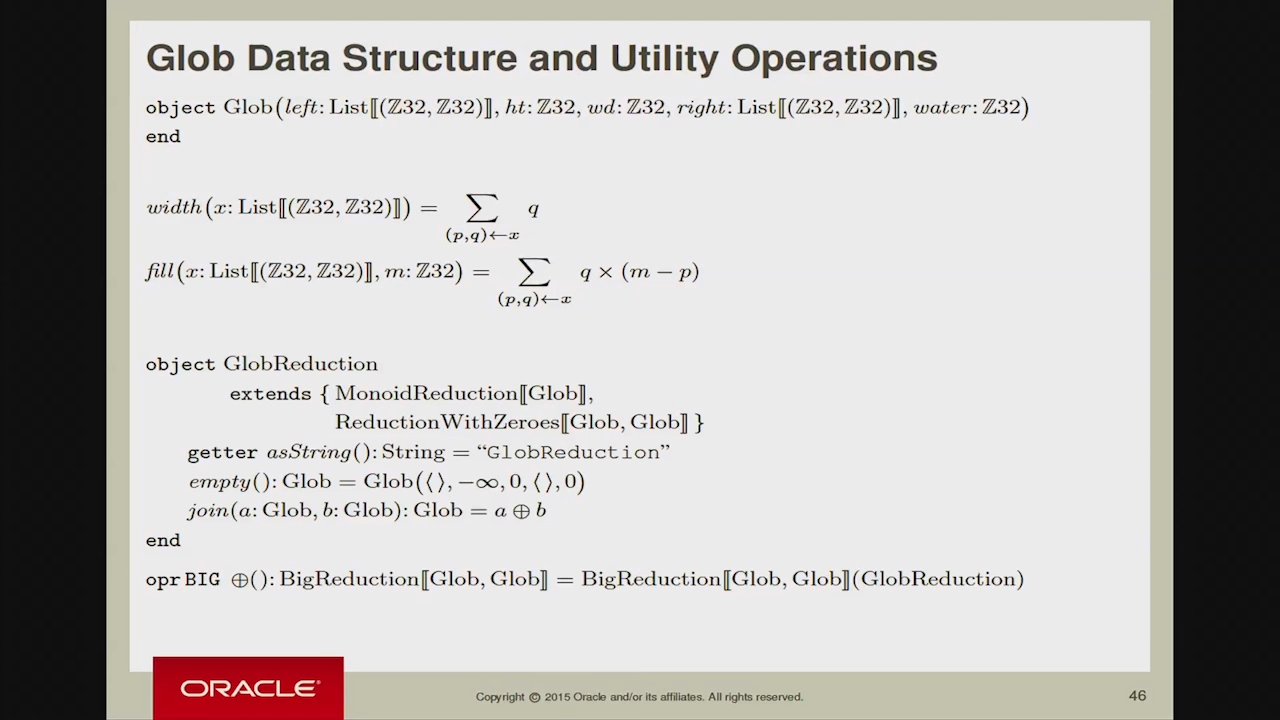 Glob Data Structure and Utility Operations
object Glob(left: List⟦(ℤ32, ℤ32)⟧, ht: ℤ32, wd: ℤ32, right: List⟦(ℤ32, ℤ32)⟧, water: ℤ32)
end
width(x: List⟦(ℤ32, ℤ32)⟧) = ∑ q
(p,q)←x
fill(x: List⟦(ℤ32, ℤ32)⟧, m: ℤ32) = ∑ q × (m − p)
(p,q)←x
object GlobReduction
extends { MonoidReduction⟦Glob⟧,
ReductionWithZeroes⟦Glob, Glob⟧ }
getter asString(): String = “GlobReduction”
empty(): Glob = Glob(⟨ ⟩, −∞, 0, ⟨ ⟩, 0)
join(a: Glob, b: Glob): Glob = a ⊕ b
end
opr BIG ⊕(): BigReduction⟦Glob, Glob⟧ = BigReduction⟦Glob, Glob⟧(GlobReduction)
ORACLE®
Copyright © 2015 Oracle and/or its affiliates. All rights reserved.
46